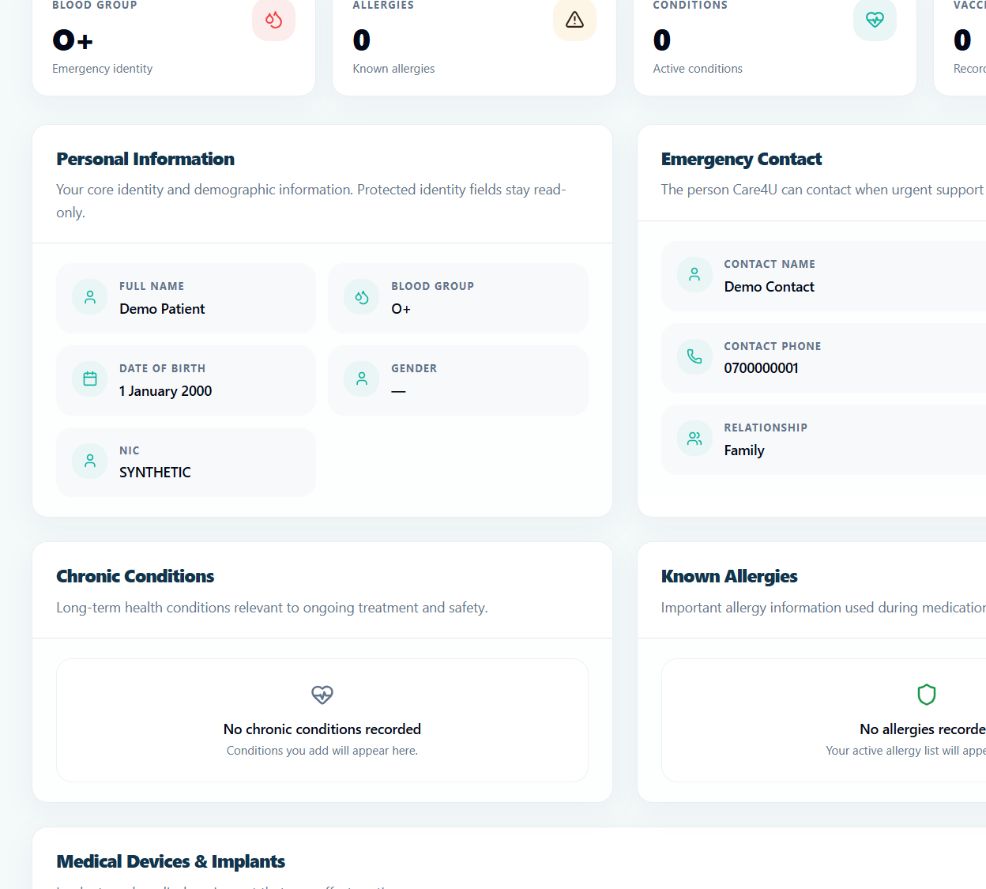 BLOOD GROUP
O+
Emergency identity
ALLERGIES
0
Known allergies
CONDITIONS
0
Active conditions
0
Personal Information
Your core identity and demographic information. Protected identity fields stay read-
only.
FULL NAME
Demo Patient
BLOOD GROUP
O+
DATE OF BIRTH
1 January 2000
GENDER
—
NIC
SYNTHETIC
Emergency Contact
The person Care4U can contact when urgent support
CONTACT NAME
Demo Contact
CONTACT PHONE
0700000001
RELATIONSHIP
Family
Chronic Conditions
Long-term health conditions relevant to ongoing treatment and safety.
No chronic conditions recorded
Conditions you add will appear here.
Known Allergies
Important allergy information used during
No allergies
Your active allergy list will
Medical Devices & Implants